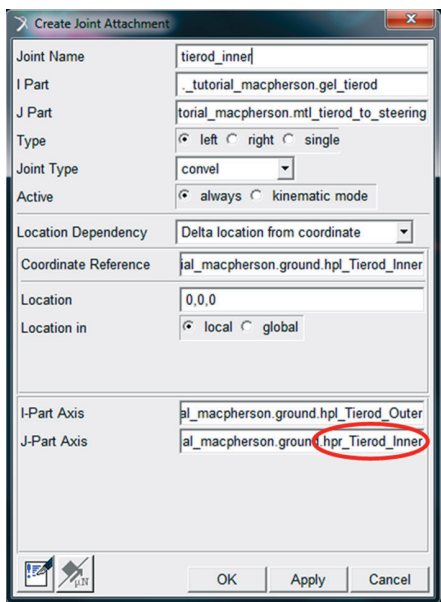 Create Joint Attachment
Joint Name tierod_inner
I Part ._tutorial_macpherson.gel_tierod
J Part torial_macpherson.mtl_tierod_to_steering
Type left right single
Joint Type convel
Active always kinematic mode
Location Dependency Delta location from coordinate
Coordinate Reference ial_macpherson.ground.hpl_Tierod_Inner
Location 0,0,0
Location in local global
I-Part Axis al_macpherson.ground.hpl_Tierod_Outer
J-Part Axis al_macpherson.ground.hpr_Tierod_Inner
OK Apply Cancel